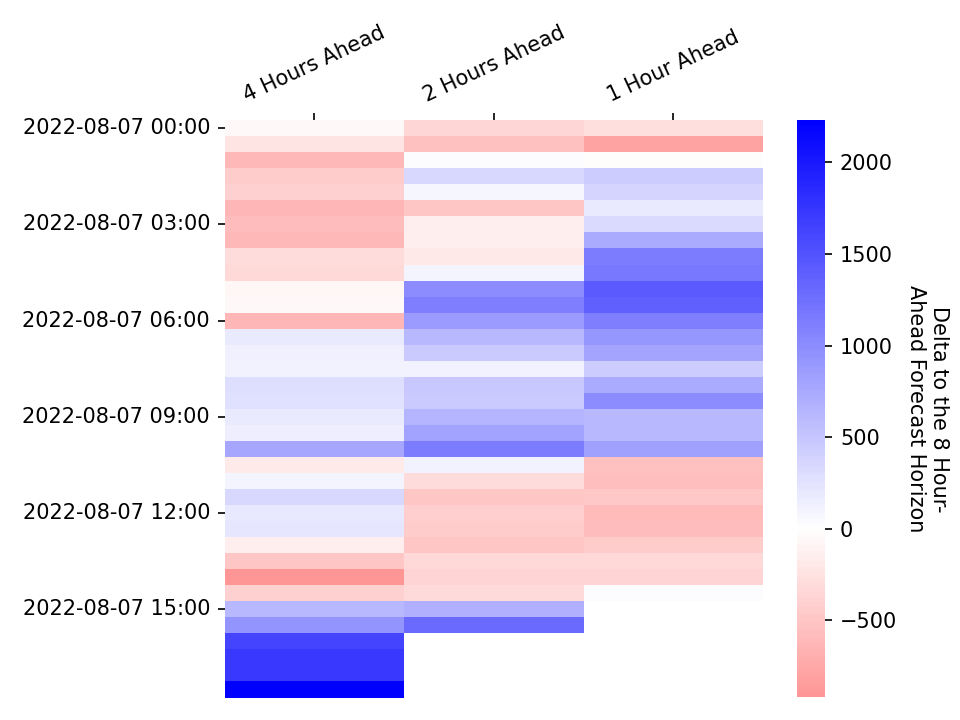 4 Hours Ahead
2 Hours Ahead
1 Hour Ahead
2022-08-07 00:00
2022-08-07 03:00
2022-08-07 06:00
2022-08-07 09:00
2022-08-07 12:00
2022-08-07 15:00
2000
1500
1000
500
0
−500
Delta to the 8 Hour-
Ahead Forecast Horizon